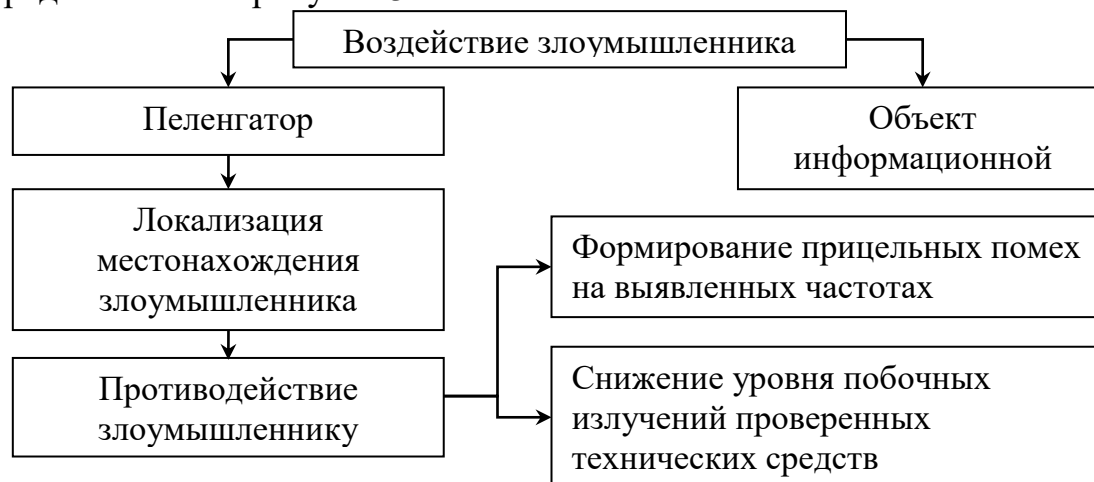 Воздействие злоумышленника
Пеленгатор
Объект
информационной
Локализация
местонахождения
злоумышленника
Формирование прицельных помех
на выявленных частотах
Противодействие
злоумышленнику
Снижение уровня побочных
излучений проверенных
технических средств